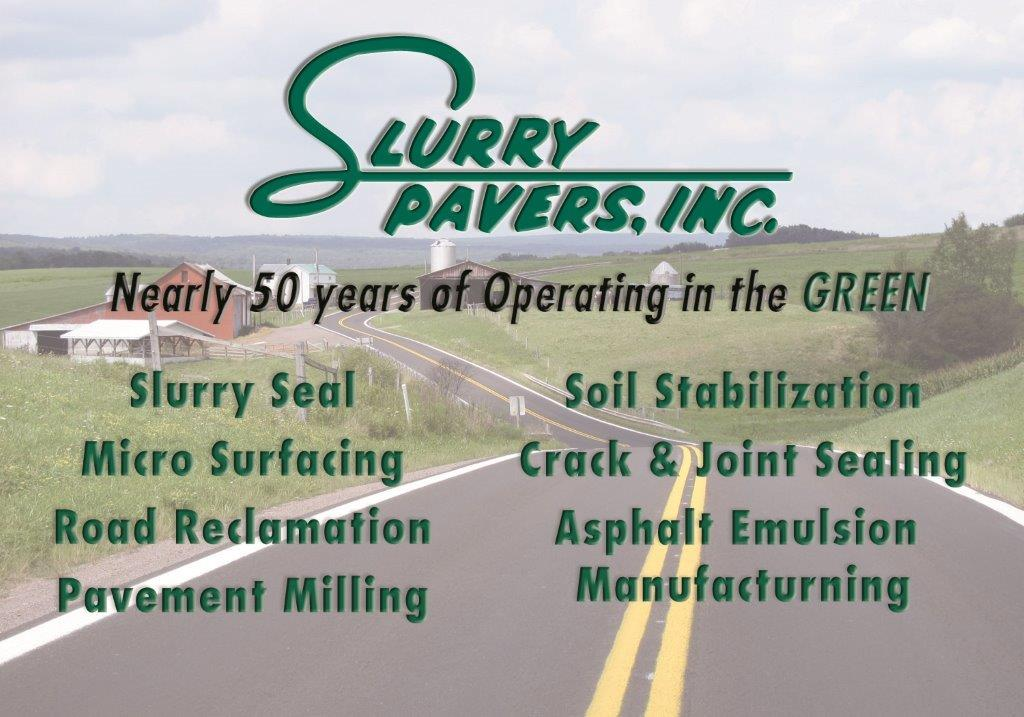 SLURRY
PAVERS, INC.
Nearly 50 years of Operating in the GREEN
Slurry Seal
Micro Surfacing
Road Reclamation
Pavement Milling
Soil Stabilization
Crack & Joint Sealing
Asphalt Emulsion
Manufacturning